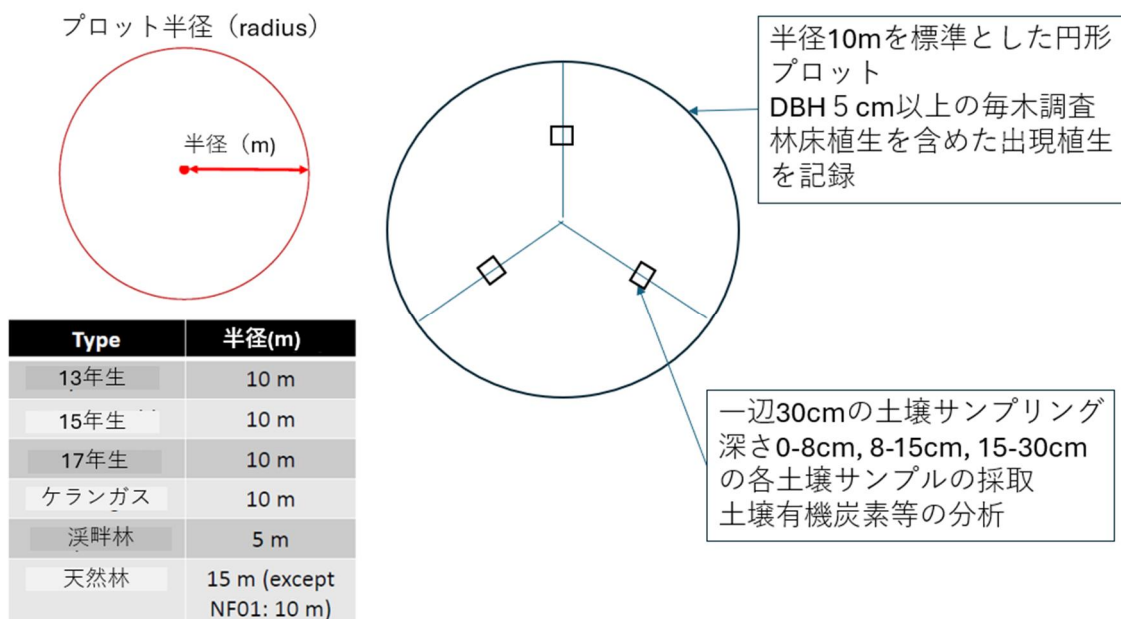 プロット半径（radius）
半径（m)
Type 半径(m)
13年生 10 m
15年生 10 m
17年生 10 m
ケランガス 10 m
渓畔林 5 m
天然林 15 m (except
NF01: 10 m)
半径10mを標準とした円形
プロット
DBH５cm以上の毎木調査
林床植生を含めた出現植生
を記録
一辺30cmの土壌サンプリング
深さ0-8cm, 8-15cm, 15-30cm
の各土壌サンプルの採取
土壌有機炭素等の分析